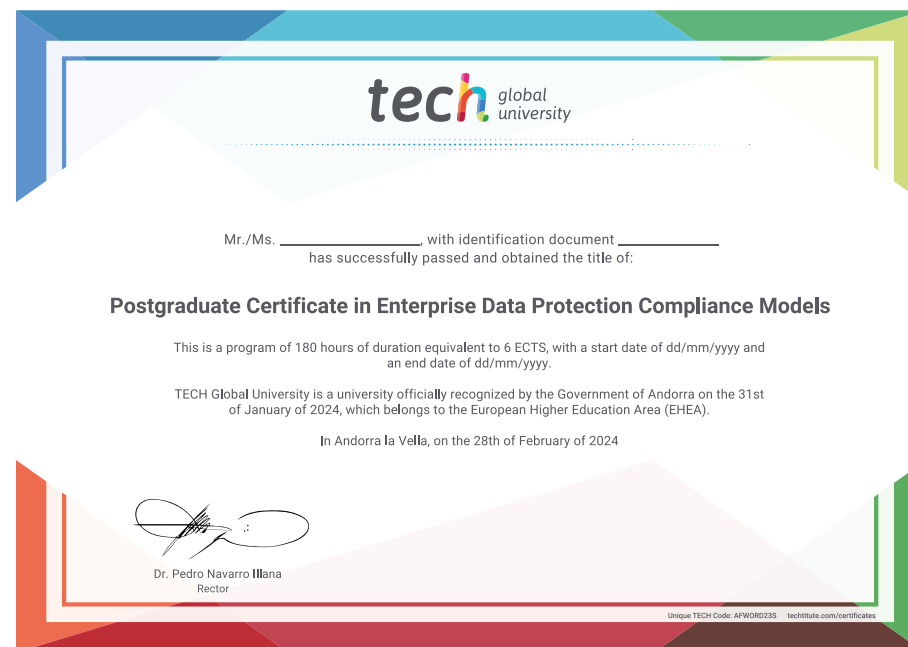 tech global
university
Mr./Ms. ____________________, with identification document ______________
has successfully passed and obtained the title of:
Postgraduate Certificate in Enterprise Data Protection Compliance Models
This is a program of 180 hours of duration equivalent to 6 ECTS, with a start date of dd/mm/yyyy and
an end date of dd/mm/yyyy.
TECH Global University is a university officially recognized by the Government of Andorra on the 31st
of January of 2024, which belongs to the European Higher Education Area (EHEA).
In Andorra la Vella, on the 28th of February of 2024
Dr. Pedro Navarro Illana
Rector
Unique TECH Code: AFWORD23S techtitute.com/certificates